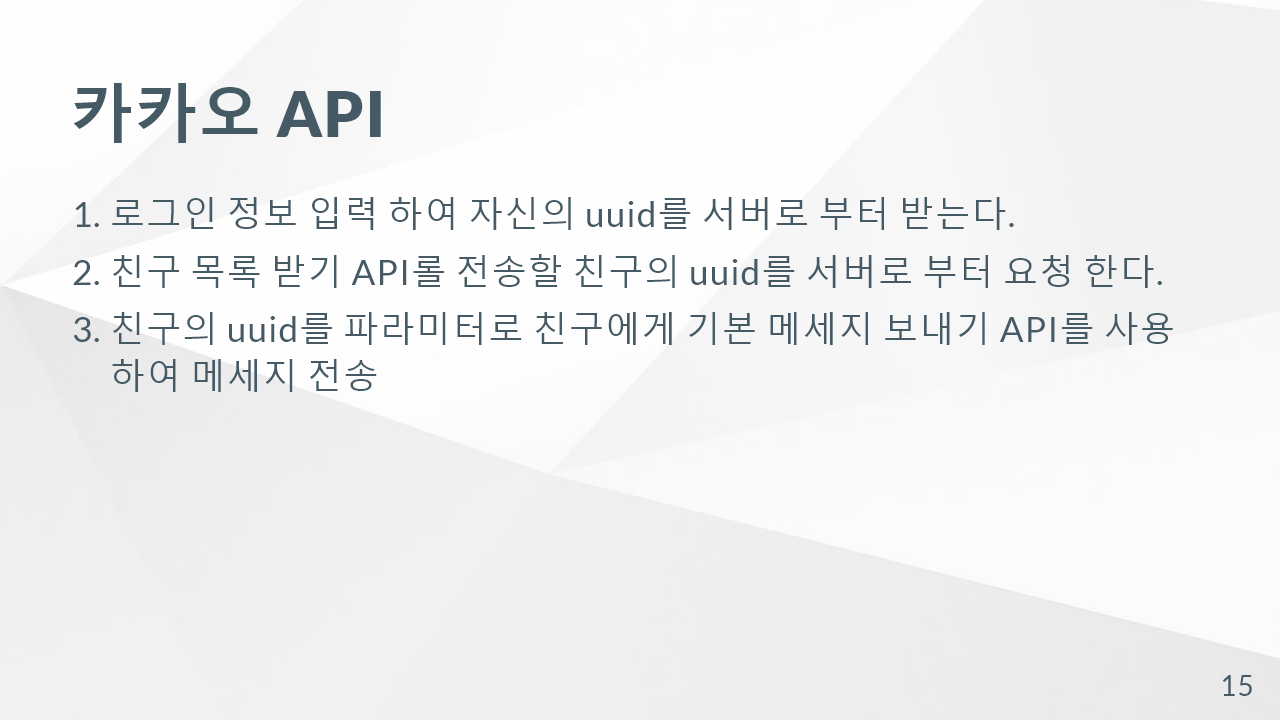 카카오 API
1. 로그인 정보 입력 하여 자신의 uuid를 서버로 부터 받는다.
2. 친구 목록 받기 API롤 전송할 친구의 uuid를 서버로 부터 요청 한다.
3. 친구의 uuid를 파라미터로 친구에게 기본 메세지 보내기 API를 사용
하여 메세지 전송
15